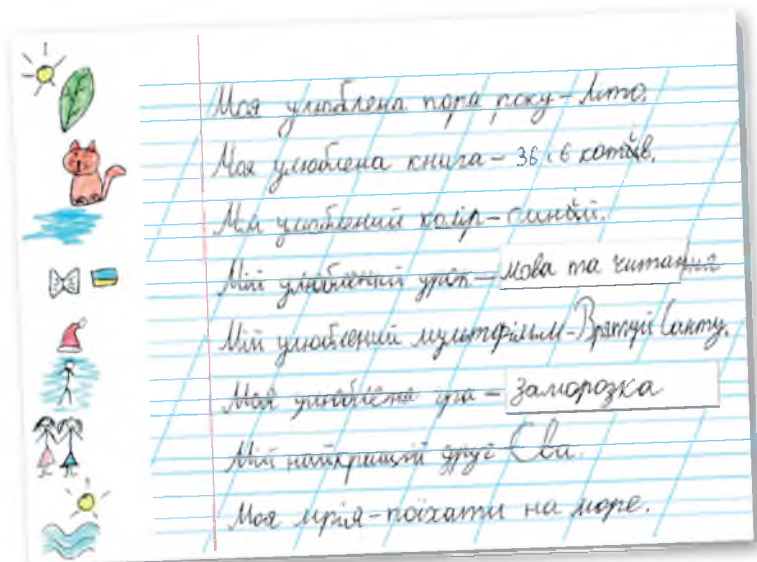 Моя улюблена пора року – літо.
Моя улюблена книга – 36 і 6 котів.
Мій улюблений колір – синій.
Мій улюблений урок – мова та читання
Мій улюблений мультфільм – Врятуй Санту.
Моя улюблена гра – Заморозка
Мій найкращий друг Єва.
Моя мрія – поїхати на море.